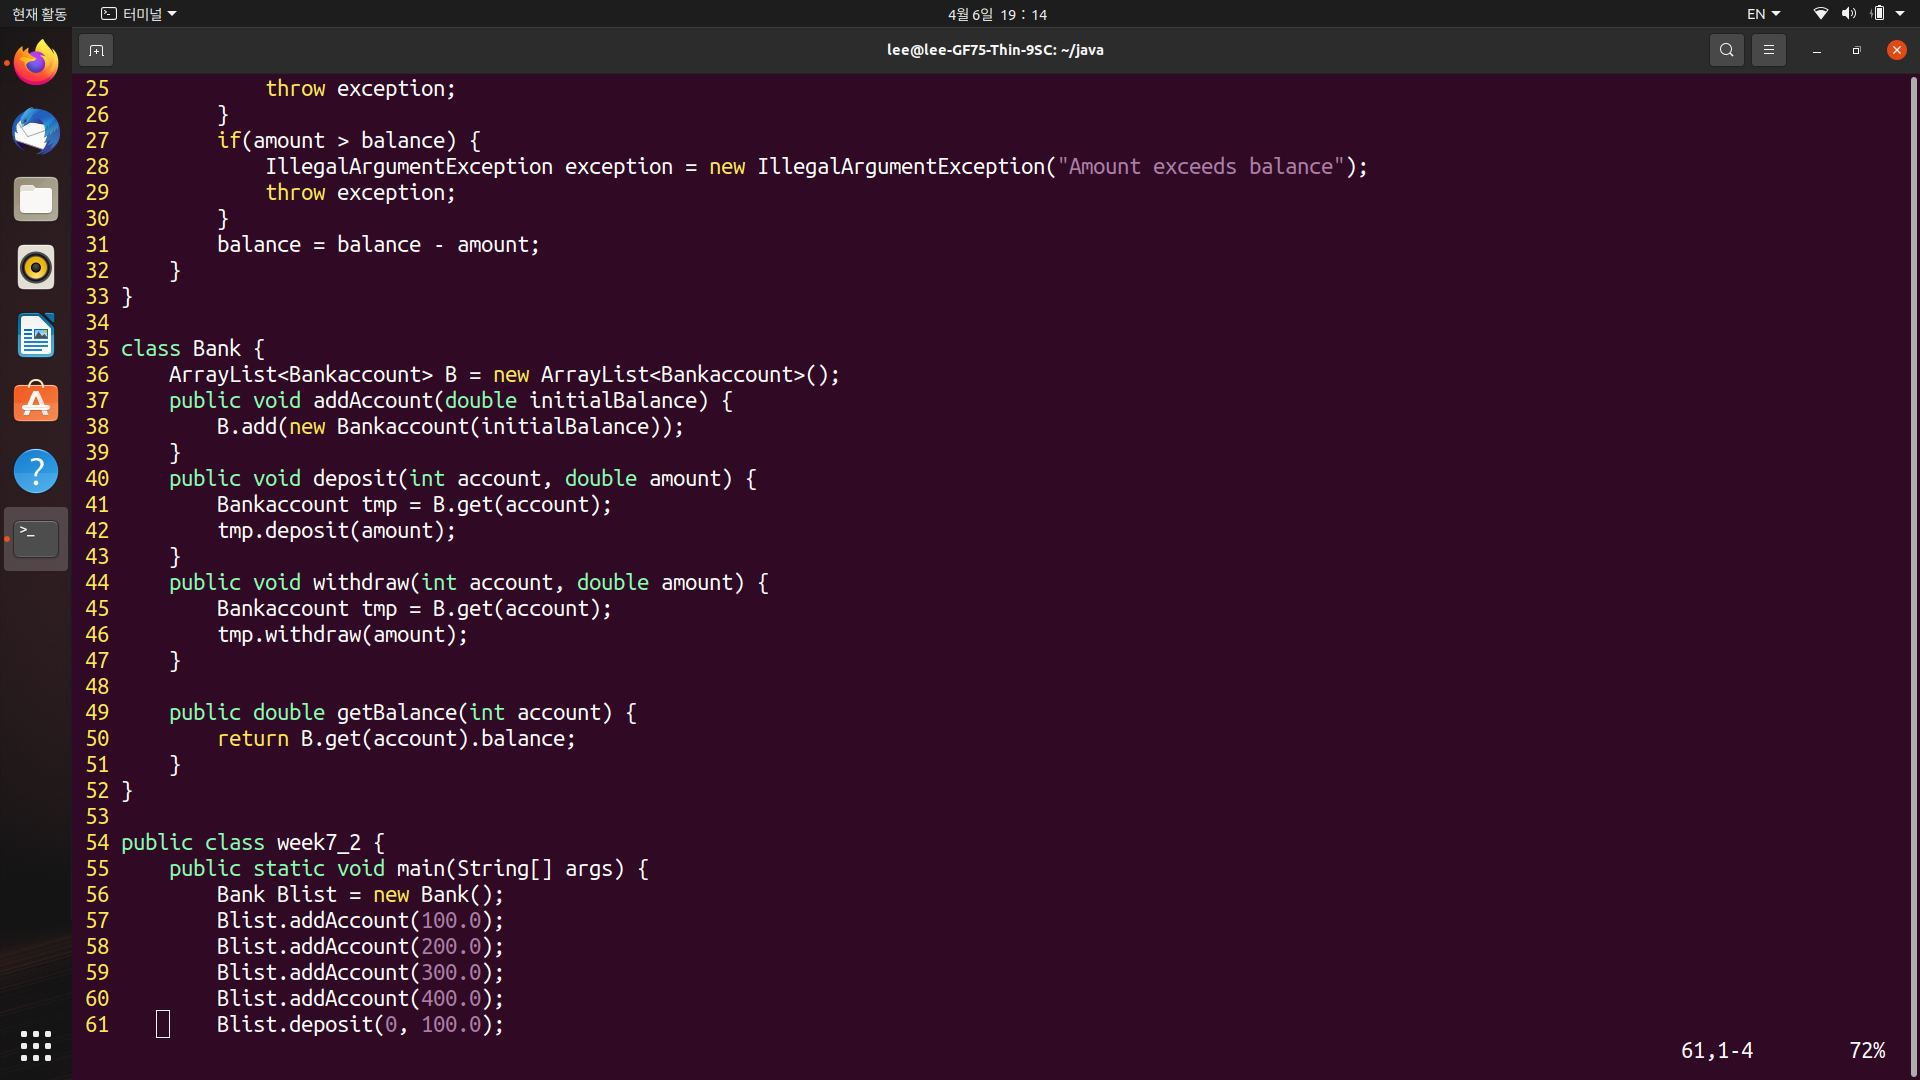 현재 활동 터미널 4월 6일 19 : 14 EN
lee@lee-GF75-Thin-9SC: ~/java
25             throw exception;
26         }
27         if(amount > balance) {
28             IllegalArgumentException exception = new IllegalArgumentException("Amount exceeds balance");
29             throw exception;
30         }
31         balance = balance - amount;
32     }
33 }
34
35 class Bank {
36     ArrayList<Bankaccount> B = new ArrayList<Bankaccount>();
37     public void addAccount(double initialBalance) {
38         B.add(new Bankaccount(initialBalance));
39     }
40     public void deposit(int account, double amount) {
41         Bankaccount tmp = B.get(account);
42         tmp.deposit(amount);
43     }
44     public void withdraw(int account, double amount) {
45         Bankaccount tmp = B.get(account);
46         tmp.withdraw(amount);
47     }
48
49     public double getBalance(int account) {
50         return B.get(account).balance;
51     }
52 }
53
54 public class week7_2 {
55     public static void main(String[] args) {
56         Bank Blist = new Bank();
57         Blist.addAccount(100.0);
58         Blist.addAccount(200.0);
59         Blist.addAccount(300.0);
60         Blist.addAccount(400.0);
61         Blist.deposit(0, 100.0);
61,1-4 72%